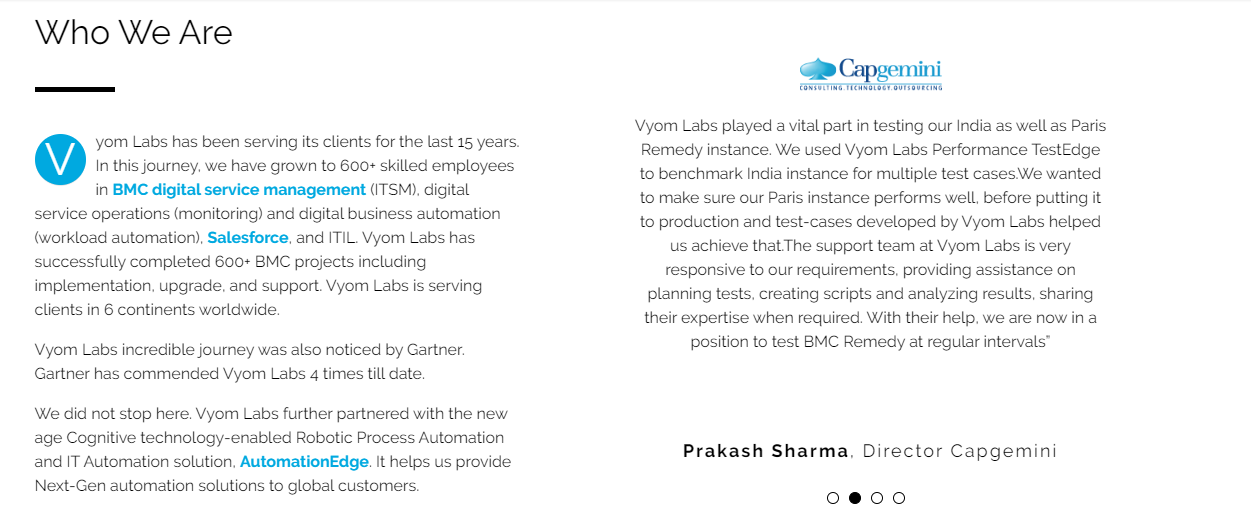 Who We Are
Vyom Labs has been serving its clients for the last 15 years.
In this journey, we have grown to 600+ skilled employees
in BMC digital service management (ITSM), digital
service operations (monitoring) and digital business automation
(workload automation), Salesforce, and ITIL. Vyom Labs has
successfully completed 600+ BMC projects including
implementation, upgrade, and support. Vyom Labs is serving
clients in 6 continents worldwide.
Vyom Labs incredible journey was also noticed by Gartner.
Gartner has commended Vyom Labs 4 times till date.
We did not stop here. Vyom Labs further partnered with the new
age Cognitive technology-enabled Robotic Process Automation
and IT Automation solution, AutomationEdge. It helps us provide
Next-Gen automation solutions to global customers.
Capgemini
CONSULTING.TECHNOLOGY.OUTSOURCING
Vyom Labs played a vital part in testing our India as well as Paris
Remedy instance. We used Vyom Labs Performance TestEdge
to benchmark India instance for multiple test cases.We wanted
to make sure our Paris instance performs well, before putting it
to production and test-cases developed by Vyom Labs helped
us achieve that.The support team at Vyom Labs is very
responsive to our requirements, providing assistance on
planning tests, creating scripts and analyzing results, sharing
their expertise when required. With their help, we are now in a
position to test BMC Remedy at regular intervals”
Prakash Sharma, Director Capgemini